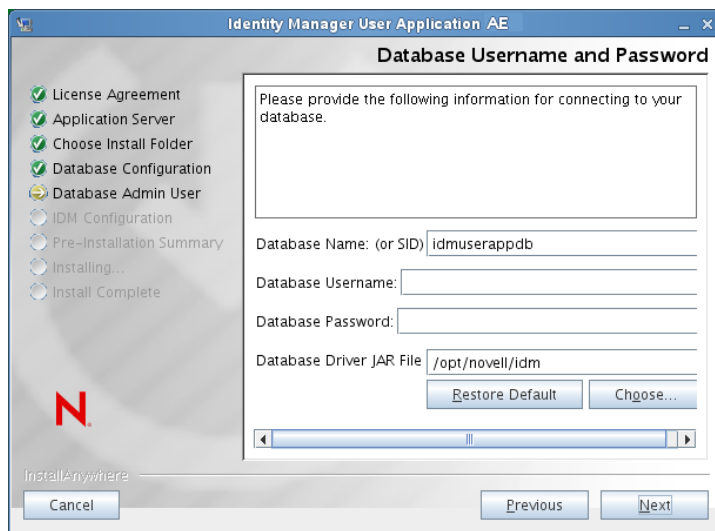 Identity Manager User Application AE
Database Username and Password
License Agreement
Application Server
Choose Install Folder
Database Configuration
Database Admin User
IDM Configuration
Pre-Installation Summary
Installing...
Install Complete
Please provide the following information for connecting to your
database.
Database Name: (or SID) idmuserappdb
Database Username:
Database Password:
Database Driver JAR File /opt/novell/idm
Restore Default Choose...
N
InstallAnywhere
Cancel Previous Next